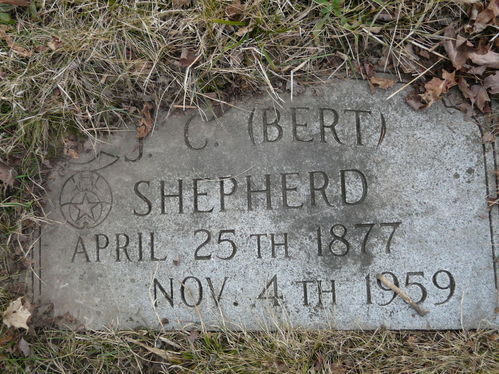 J. C. (BERT)
SHEPHERD
APRIL 25TH 1877
NOV. 4TH 1959